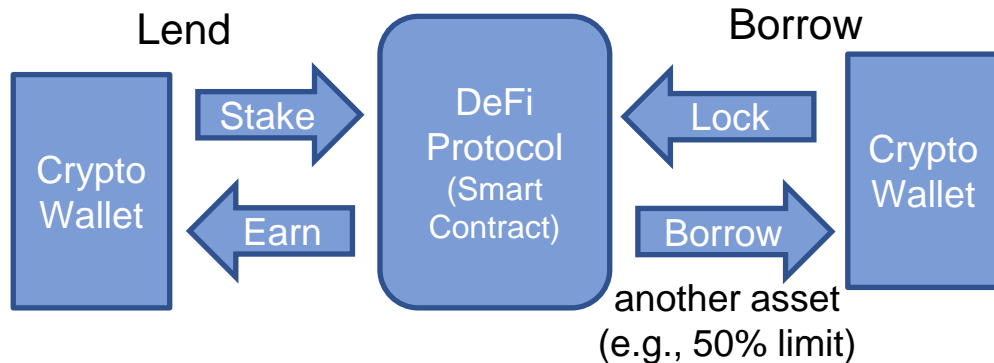 Lend
Borrow
Crypto
Wallet
Stake
Earn
DeFi
Protocol
(Smart
Contract)
Lock
Borrow
Crypto
Wallet
another asset
(e.g., 50% limit)